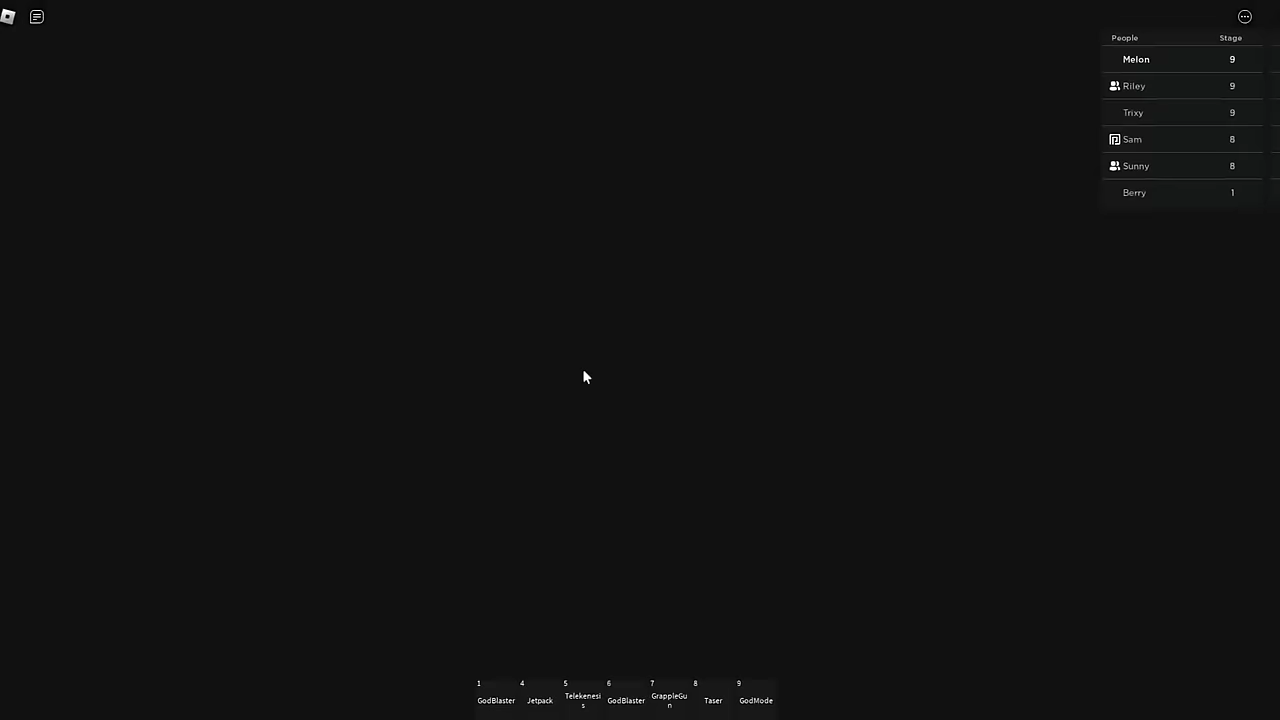 People Stage
Melon 9
Riley 9
Trixy 9
Sam 8
Sunny 8
Berry 1
1 4 5 6 7 8 9
GodBlaster Jetpack Telekenesi GodBlaster GrappleGu Taser GodMode
s n